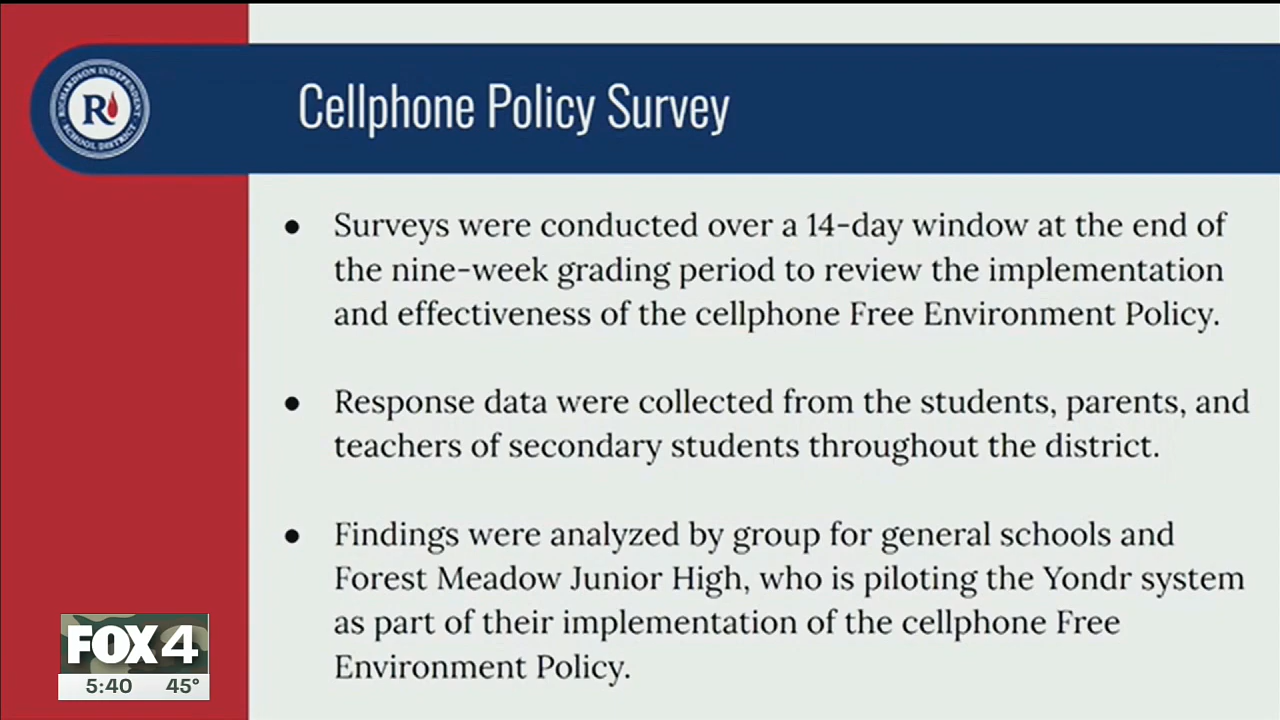 RICHARDSON INDEPENDENT
R
SCHOOL DISTRICT
Cellphone Policy Survey
● Surveys were conducted over a 14-day window at the end of
the nine-week grading period to review the implementation
and effectiveness of the cellphone Free Environment Policy.
● Response data were collected from the students, parents, and
teachers of secondary students throughout the district.
● Findings were analyzed by group for general schools and
Forest Meadow Junior High, who is piloting the Yondr system
as part of their implementation of the cellphone Free
Environment Policy.
FOX 4
5:40 45°